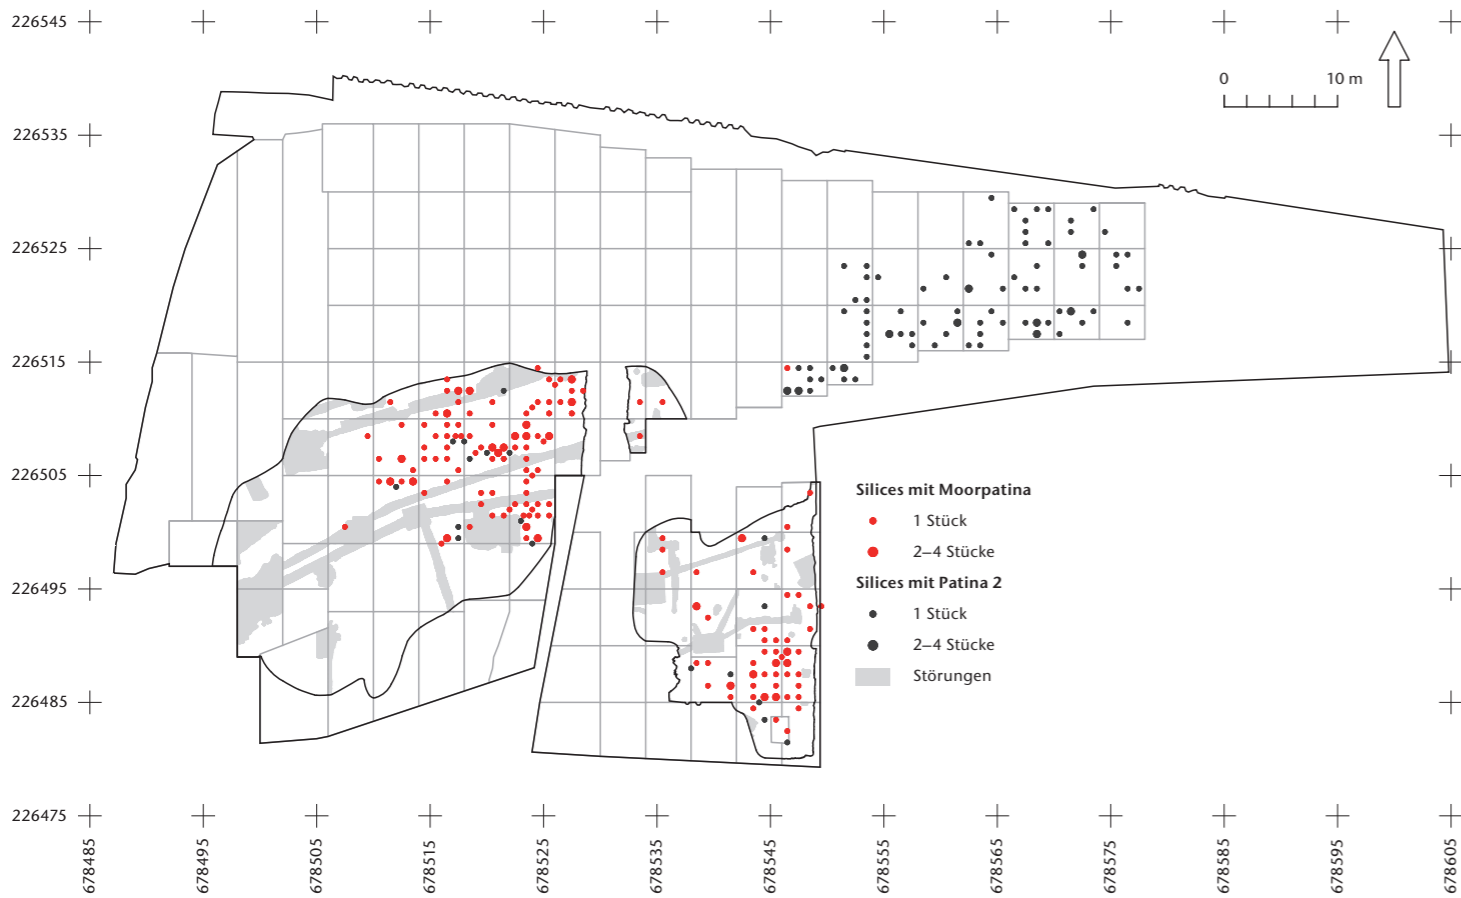 226545
226535
226525
226515
226505
226495
226485
226475
0 10 m
Silices mit Moorpatina
1 Stück
2–4 Stücke
Silices mit Patina 2
1 Stück
2–4 Stücke
Störungen
678485
678495
678505
678515
678525
678535
678545
678555
678565
678575
678585
678595
678605